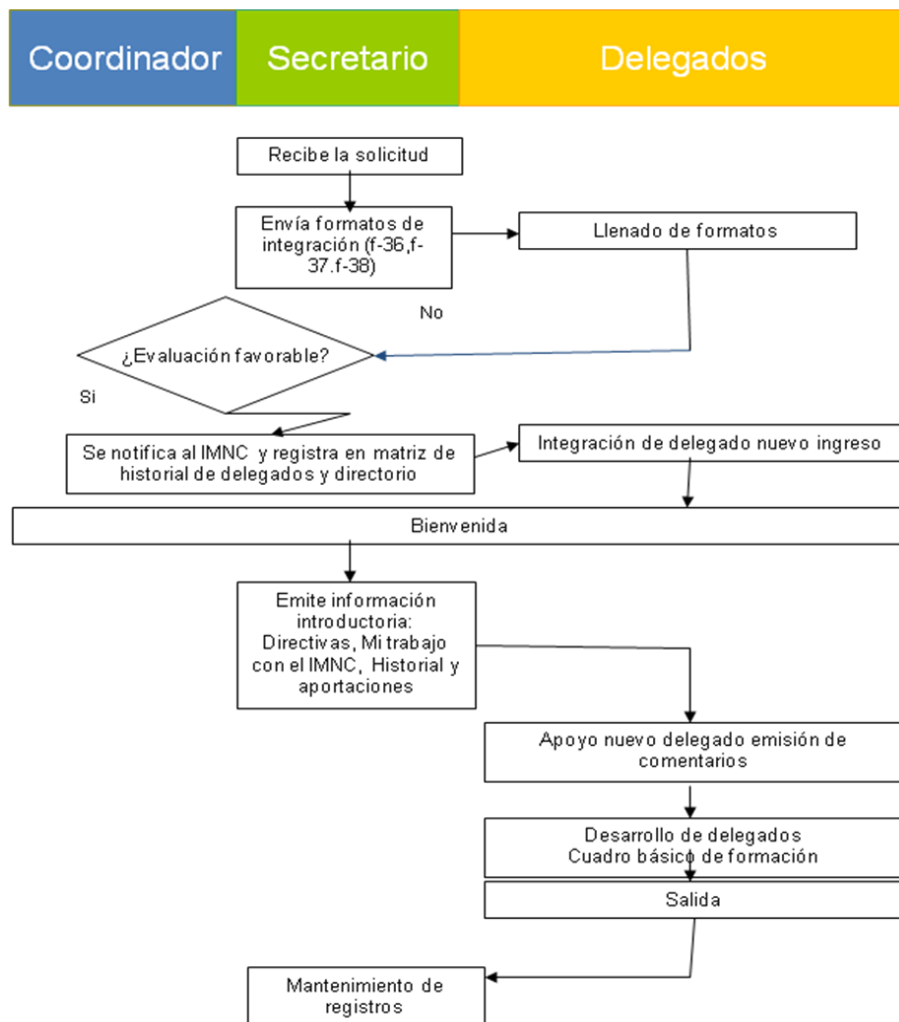 Coordinador
Secretario
Delegados
Recibe la solicitud
Envía formatos de
integración (f-36,f-
37.f-38)
Llenado de formatos
No
¿Evaluación favorable?
Si
Se notifica al IMNC y registra en matriz de
historial de delegados y directorio
Integración de delegado nuevo ingreso
Bienvenida
Emite información
introductoria:
Directivas, Mi trabajo
con el IMNC, Historial y
aportaciones
Apoyo nuevo delegado emisión de
comentarios
Desarrollo de delegados
Cuadro básico de formación
Salida
Mantenimiento de
registros